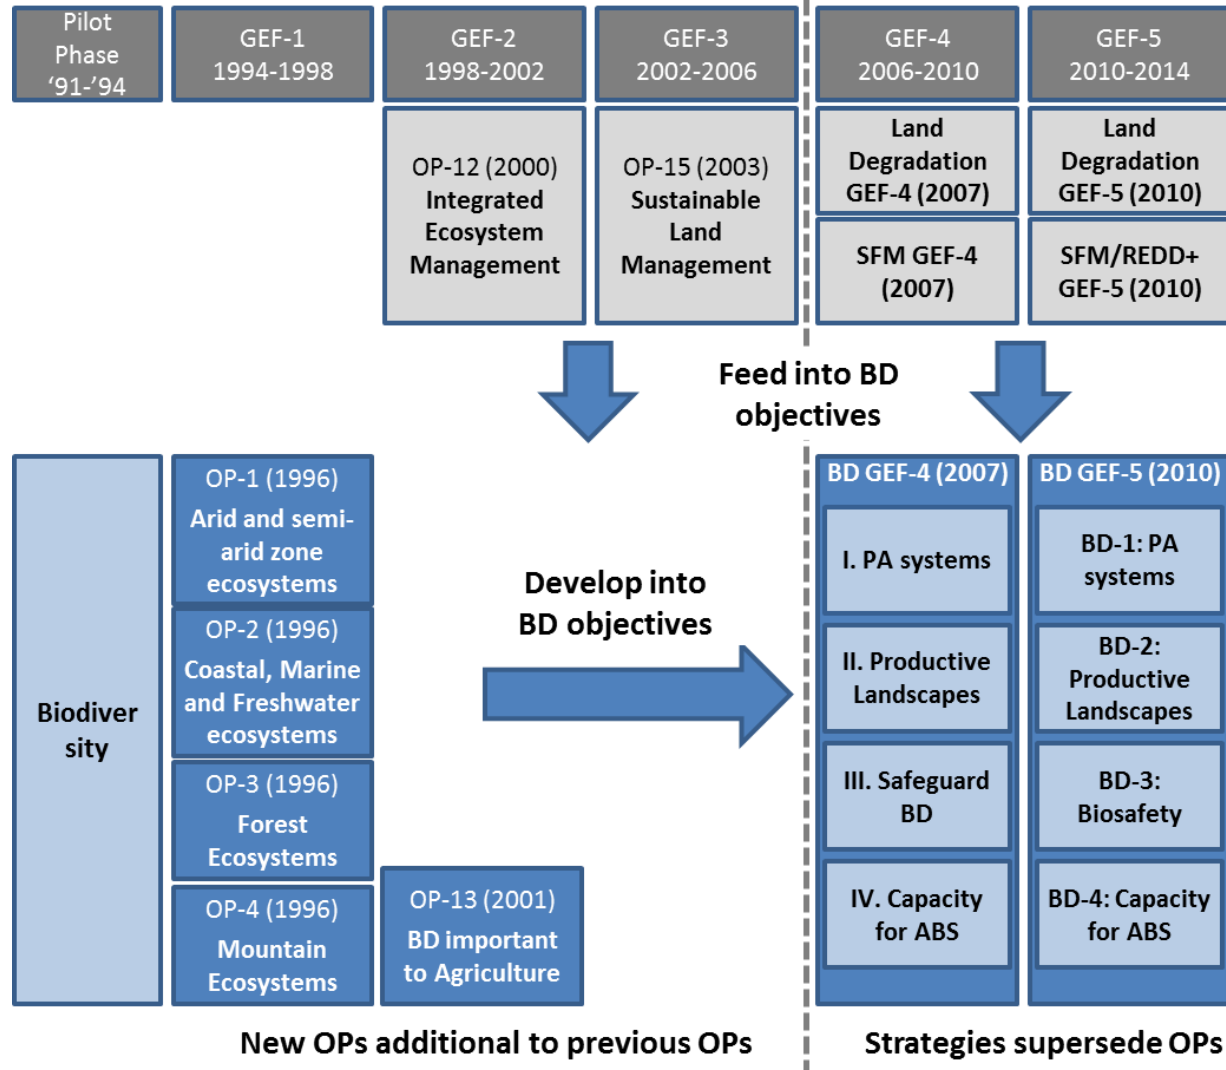 Pilot
Phase
‘91-’94
GEF-1
1994-1998
GEF-2
1998-2002
GEF-3
2002-2006
GEF-4
2006-2010
GEF-5
2010-2014
OP-12 (2000)
Integrated
Ecosystem
Management
OP-15 (2003)
Sustainable
Land
Management
Land
Degradation
GEF-4 (2007)
Land
Degradation
GEF-5 (2010)
SFM GEF-4
(2007)
SFM/REDD+
GEF-5 (2010)
Feed into BD
objectives
Biodiver
sity
OP-1 (1996)
Arid and semi-
arid zone
ecosystems
OP-2 (1996)
Coastal, Marine
and Freshwater
ecosystems
OP-3 (1996)
Forest
Ecosystems
OP-4 (1996)
Mountain
Ecosystems
OP-13 (2001)
BD important
to Agriculture
Develop into
BD objectives
BD GEF-4 (2007)
I. PA systems
II. Productive
Landscapes
III. Safeguard
BD
IV. Capacity
for ABS
BD GEF-5 (2010)
BD-1: PA
systems
BD-2:
Productive
Landscapes
BD-3:
Biosafety
BD-4: Capacity
for ABS
New OPs additional to previous OPs
Strategies supersede OPs